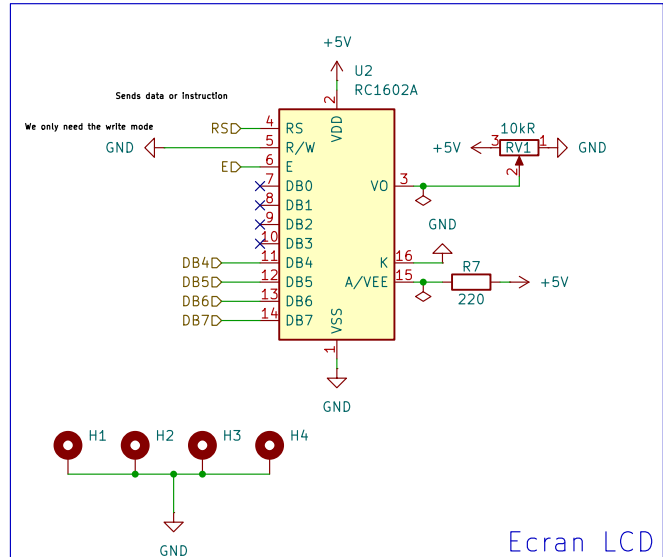 +5V
U2
RC1602A
Sends data or instruction
We only need the write mode
RS
4
RS
2
VDD
10kR
GND
5
R/W
+5V
3
RV1
1
GND
E
6
E
2
7
DB0
VO
3
8
DB1
9
DB2
GND
10
DB3
DB4
11
DB4
K
16
DB5
12
DB5
A/VEE
15
R7
220
+5V
DB6
13
DB6
DB7
14
DB7
VSS
1
GND
H1
H2
H3
H4
GND
Ecran LCD